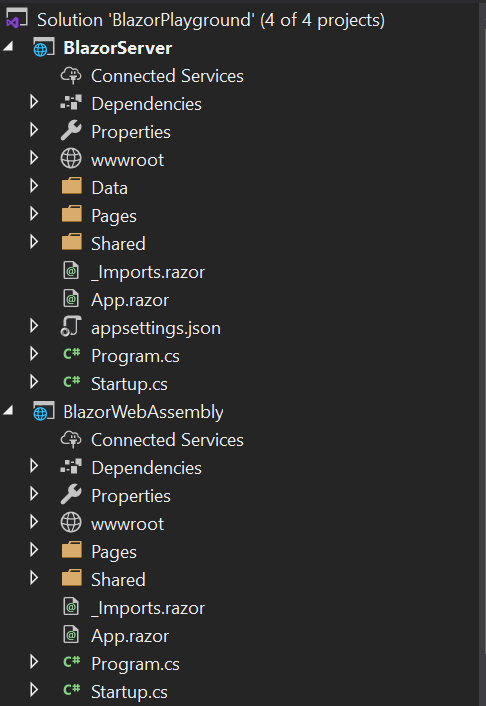 Solution 'BlazorPlayground' (4 of 4 projects)
BlazorServer
Connected Services
Dependencies
Properties
wwwroot
Data
Pages
Shared
_Imports.razor
App.razor
appsettings.json
C# Program.cs
C# Startup.cs
BlazorWebAssembly
Connected Services
Dependencies
Properties
wwwroot
Pages
Shared
_Imports.razor
App.razor
C# Program.cs
C# Startup.cs